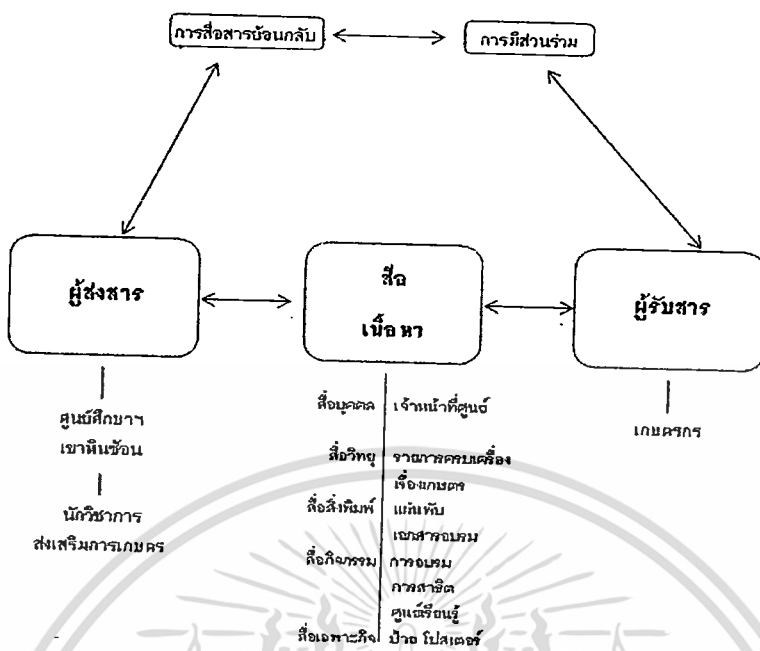 การสื่อสารย้อนกลับ
การมีส่วนร่วม
ผู้ส่งสาร
สื่อ
เนื้อหา
ผู้รับสาร
ศูนย์ศึกษาฯ
เขาหินซ้อน
นักวิชาการ
ส่งเสริมการเกษตร
สื่อบุคคล เจ้าหน้าที่ศูนย์
สื่อวิทยุ รายการครบเครื่อง
เรื่องเกษตร
สื่อสิ่งพิมพ์ แผ่นพับ
เอกสารอบรม
สื่อกิจกรรม การอบรม
การสาธิต
ศูนย์เรียนรู้
สื่อเฉพาะกิจ ป้าย โปสเตอร์
เกษตรกร